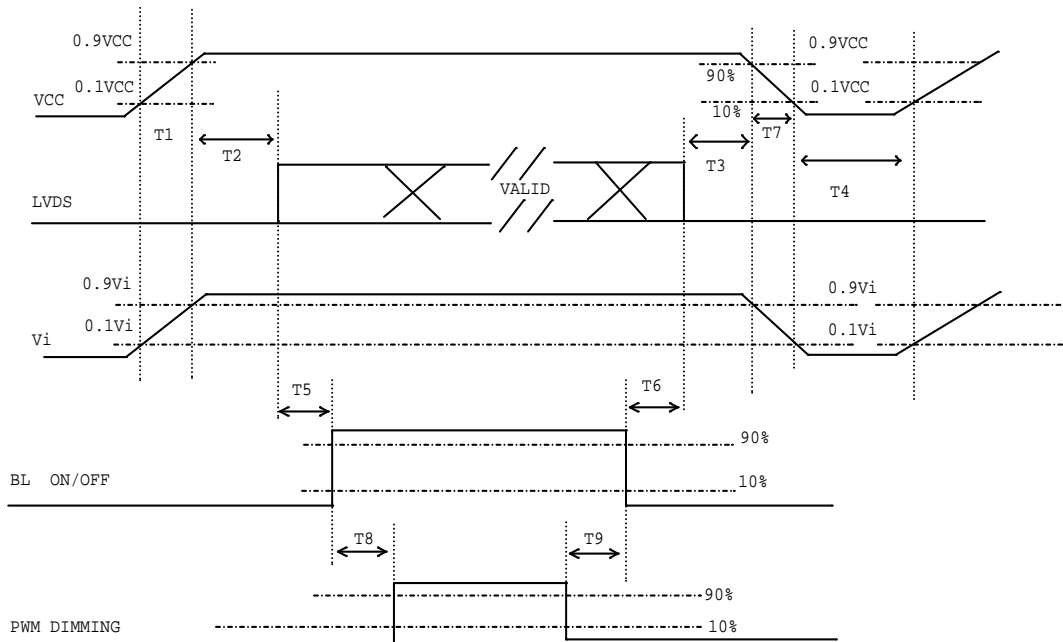 0.9VCC
0.9VCC
90%
0.1VCC
0.1VCC
VCC
10%
T1
T7
T2
T3
VALID
T4
LVDS
0.9Vi
0.9Vi
0.1Vi
0.1Vi
Vi
T5
T6
90%
BL ON/OFF
10%
T8
T9
90%
PWM DIMMING
10%